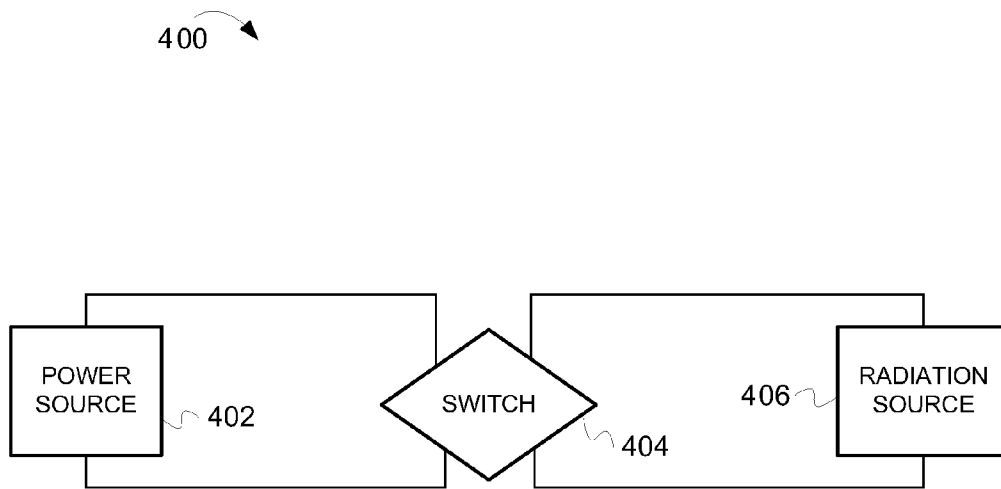 400
POWER
SOURCE
402
SWITCH
404
406
RADIATION
SOURCE